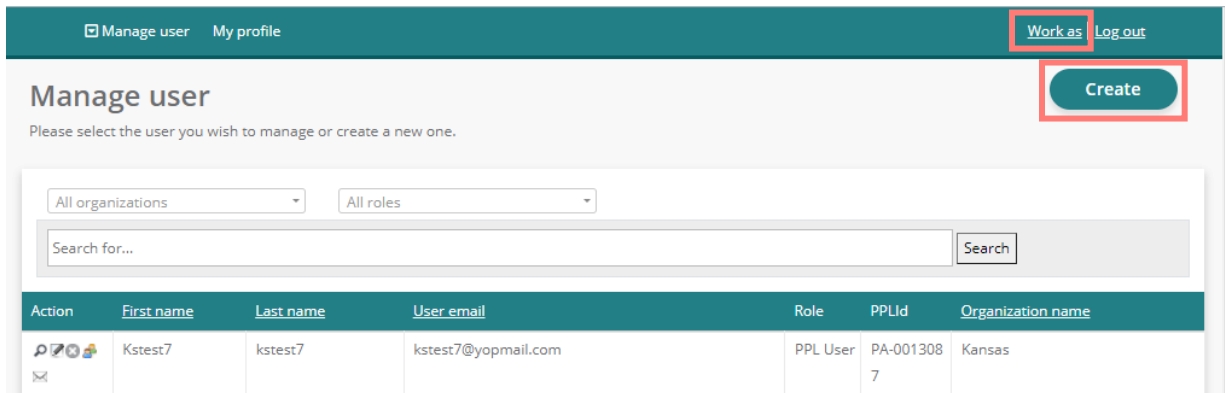 Manage user My profile Work as Log out
Manage user
Create
Please select the user you wish to manage or create a new one.
All organizations All roles
Search for... Search
Action First name Last name User email Role PPLId Organization name
Kstest7 kstest7 kstest7@yopmail.com PPL User PA-001308 Kansas
7